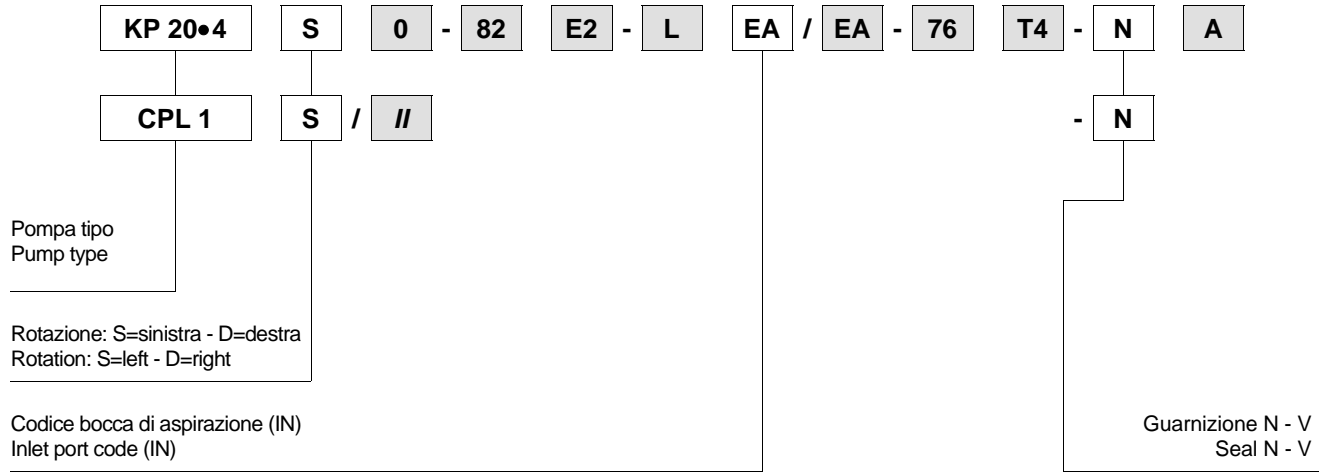 KP 20•4 S 0 - 82 E2 - L EA / EA - 76 T4 - N A
CPL 1 S / // - N
Pompa tipo
Pump type
Rotazione: S=sinistra - D=destra
Rotation: S=left - D=right
Codice bocca di aspirazione (IN)
Inlet port code (IN)
Guarnizione N - V
Seal N - V